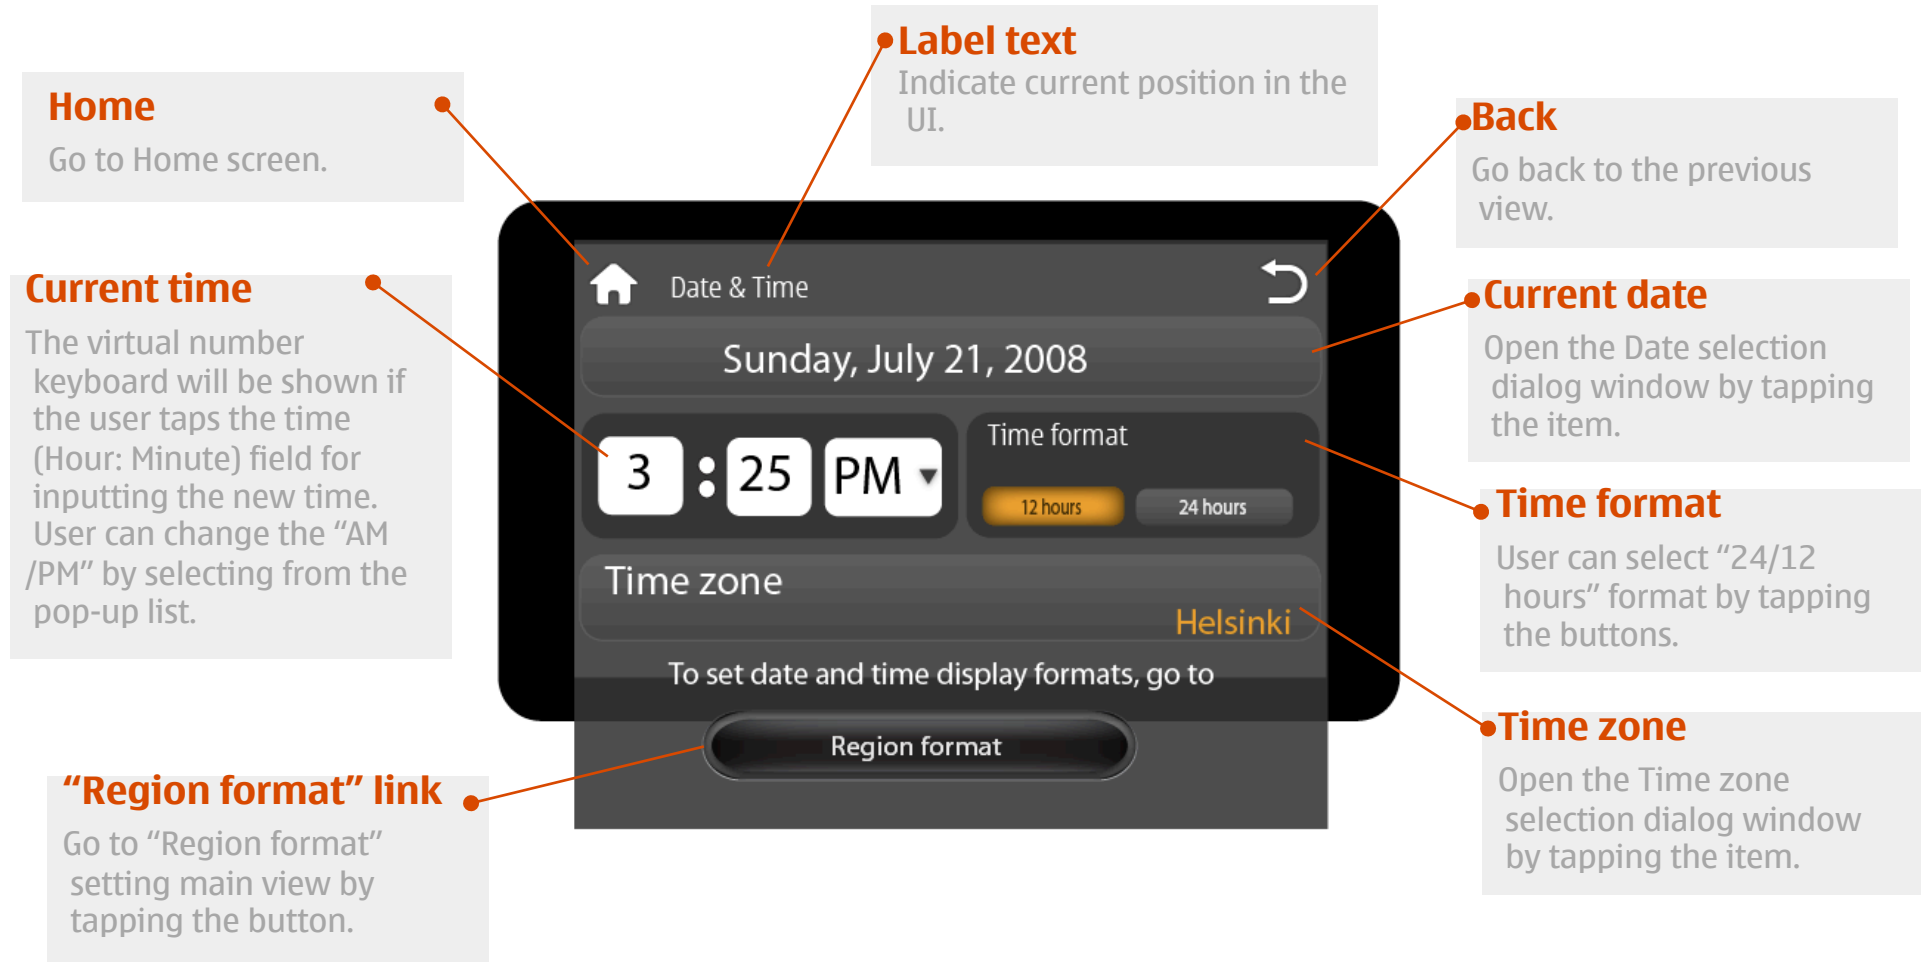 Label text
Indicate current position in the
UI.
Home
Go to Home screen.
Back
Go back to the previous
view.
Current time
The virtual number
keyboard will be shown if
the user taps the time
(Hour: Minute) field for
inputting the new time.
User can change the “AM
/PM” by selecting from the
pop-up list.
Date & Time
Sunday, July 21, 2008
3 : 25 PM
Time format
12 hours 24 hours
Time zone
Helsinki
To set date and time display formats, go to
Region format
Current date
Open the Date selection
dialog window by tapping
the item.
Time format
User can select “24/12
hours” format by tapping
the buttons.
Time zone
Open the Time zone
selection dialog window
by tapping the item.
“Region format” link
Go to “Region format”
setting main view by
tapping the button.